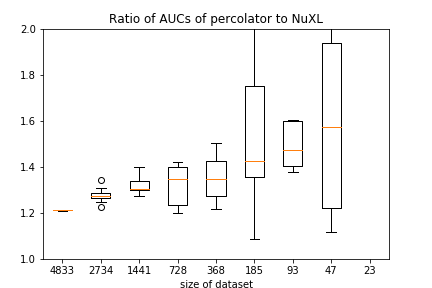 Ratio of AUCs of percolator to NuXL
2.0
1.8
1.6
1.4
1.2
1.0
4833 2734 1441 728 368 185 93 47 23
size of dataset